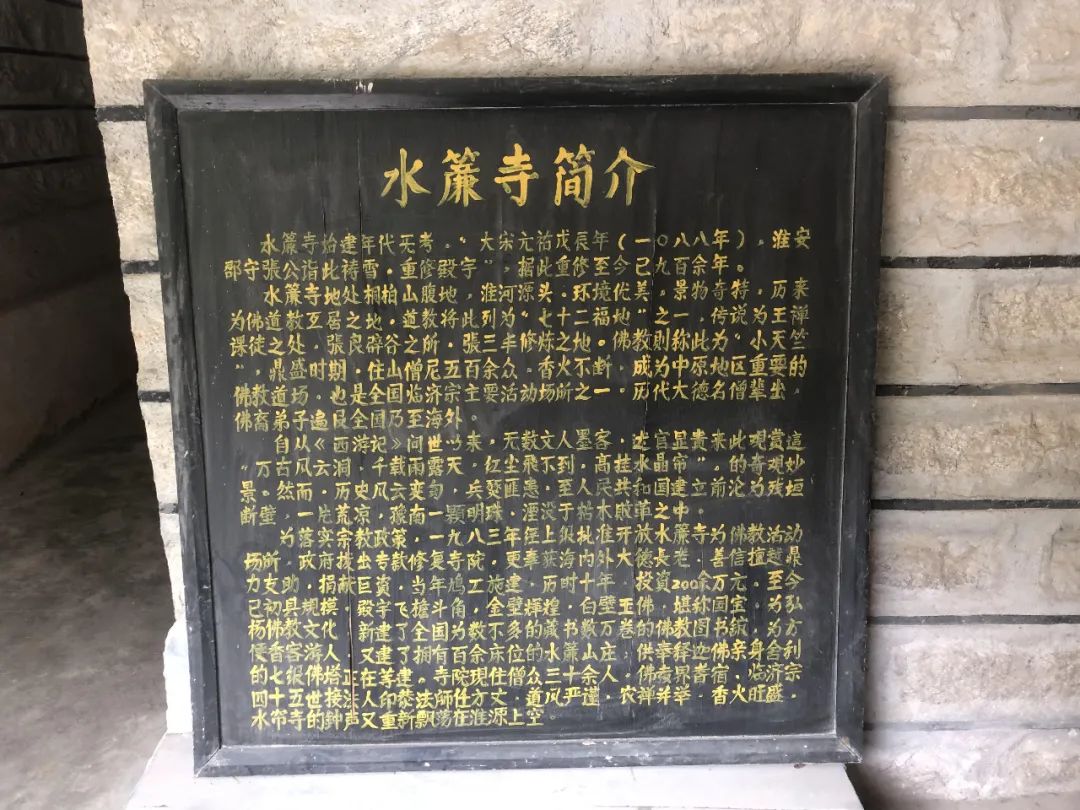 水簾寺简介
水簾寺始建年代无考。“大宋元祐戊辰年（一〇八八年），淮安
郡守張公诣此祷雪，重修殿宇”，据此重修至今已九百余年。
水簾寺地处桐柏山腹地，淮河源头，环境优美，景物奇特，历来
为佛道教互居之地，道教将此列为“七十二福地”之一，传说为王禅
课徒之处，張良辟谷之所，張三丰修炼之地。佛教則称此为“小天竺
”，鼎盛时期，住山僧尼五百余众，香火不断，成为中原地区重要的
佛教道场，也是全国临济宗主要活动场所之一，历代大德名僧辈出，
佛裔弟子遍及全国乃至海外。
自从《西游记》问世以来，无数文人墨客，达官显贵来此观赏這
“万古风云洞，千载雨露天，红尘飛不到，高挂水晶帘”。的奇观妙
景。然而，历史风云变幻，兵燹匪患，至人民共和国建立前沦为残垣
断壁，一片荒凉，豫南一颗明珠，湮没于枯木败革之中。
为落实宗教政策，一九八三年经上级批准开放水簾寺为佛教活动
场所，政府拨出专款修复寺院，更奉获海内外大德長老，善信擅越鼎
力支助，捐献巨资，当年鸠工施建，历时十年，投資200余万元，至今
已初具规模，殿宇飞檐斗角，金壁辉煌，白壁玉佛，堪称国宝。为弘
杨佛教文化，新建了全国为数不多的藏书数万卷的佛教图书馆，为方
便香客游人，又建了拥有百余床位的水簾山庄，供奉释迦佛亲身舍利
的七级佛塔正在筹建。寺院现住僧众三十余人，佛教界耆宿，临济宗
四十五世接法人印恭法師任方丈，道风严谨，农禅并举，香火旺盛，
水帘寺的鈡声又重新飘荡在淮源上空。